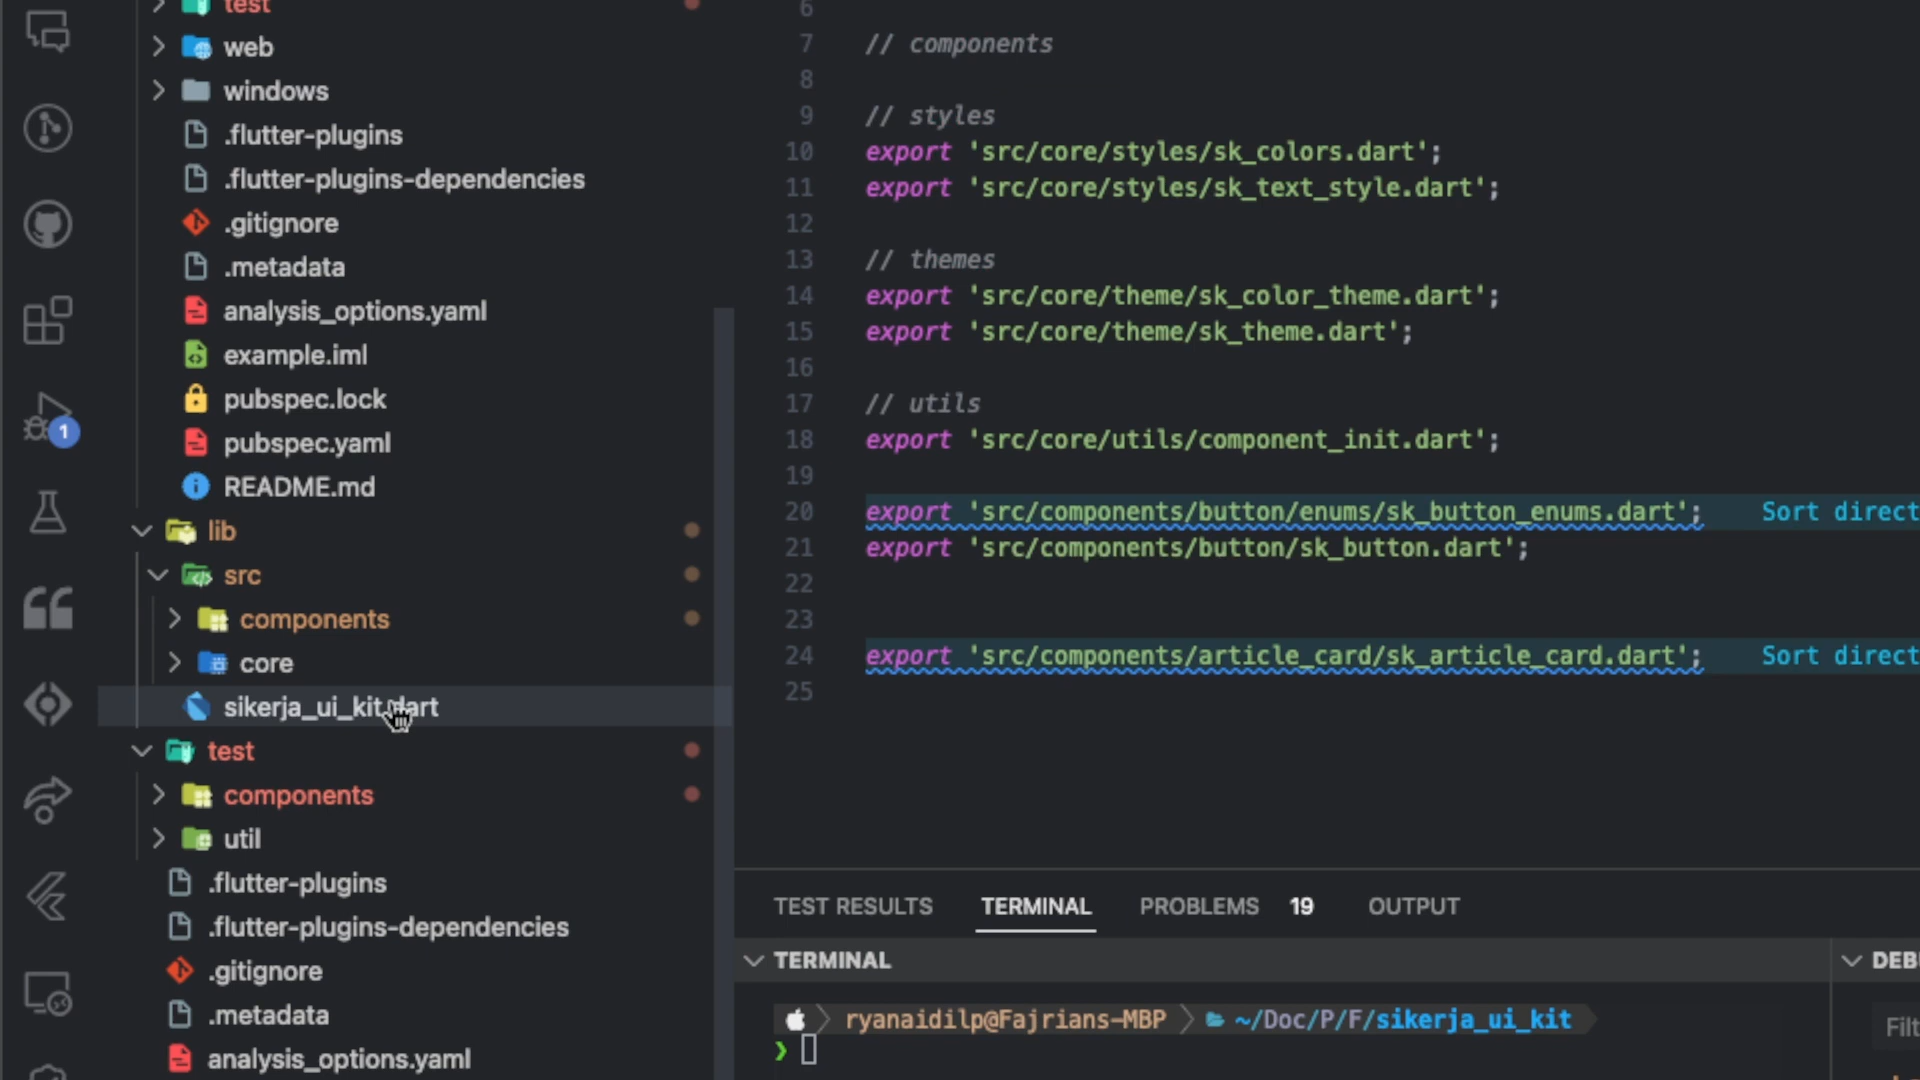 test
web
windows
.flutter-plugins
.flutter-plugins-dependencies
.gitignore
.metadata
analysis_options.yaml
example.iml
pubspec.lock
pubspec.yaml
README.md
lib
src
components
core
sikerja_ui_kit.dart
test
components
util
.flutter-plugins
.flutter-plugins-dependencies
.gitignore
.metadata
analysis_options.yaml
1
6
7 // components
8
9 // styles
10 export 'src/core/styles/sk_colors.dart';
11 export 'src/core/styles/sk_text_style.dart';
12
13 // themes
14 export 'src/core/theme/sk_color_theme.dart';
15 export 'src/core/theme/sk_theme.dart';
16
17 // utils
18 export 'src/core/utils/component_init.dart';
19
20 export 'src/components/button/enums/sk_button_enums.dart'; Sort direct
21 export 'src/components/button/sk_button.dart';
22
23
24 export 'src/components/article_card/sk_article_card.dart'; Sort direct
25
TEST RESULTS TERMINAL PROBLEMS 19 OUTPUT
TERMINAL
DEB
ryanaidilp@Fajrians-MBP ~/Doc/P/F/sikerja_ui_kit
❯
Filt